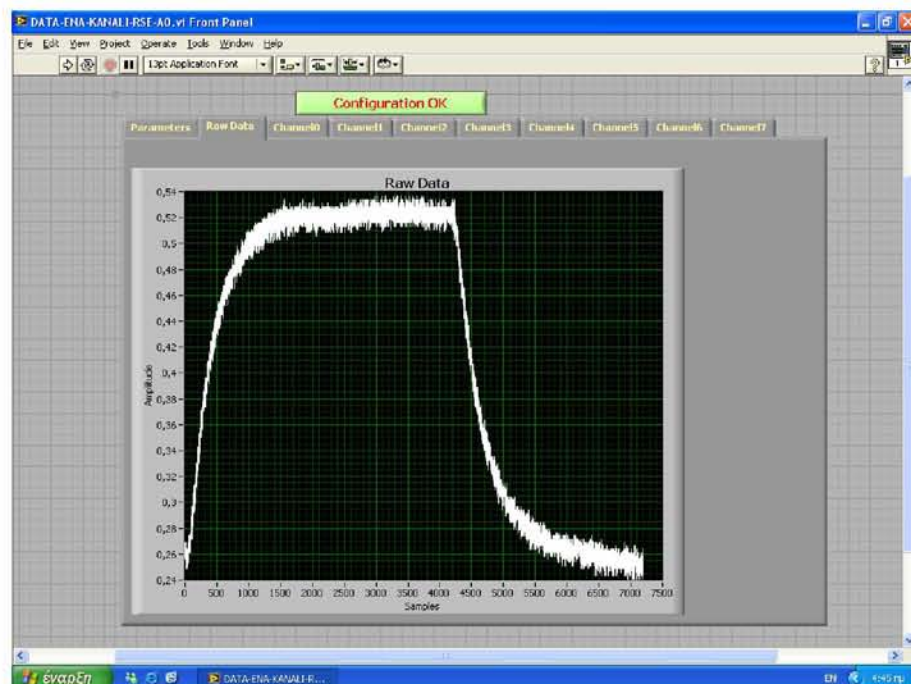 DATA-ENA-KANALI-RSE-A0.vi Front Panel
File Edit View Project Operate Tools Window Help
13pt Application Font
Configuration OK
Parameters Raw Data Channel0 Channel1 Channel2 Channel3 Channel4 Channel5 Channel6 Channel7
Raw Data
0,54
0,52
0,5
0,48
0,46
0,44
0,42
0,4
0,38
0,36
0,34
0,32
0,3
0,28
0,26
0,24
Amplitude
0 500 1000 1500 2000 2500 3000 3500 4000 4500 5000 5500 6000 6500 7000 7500
Samples
έναρξη DATA-ENA-KANALI-R... EN 4:45 πμ